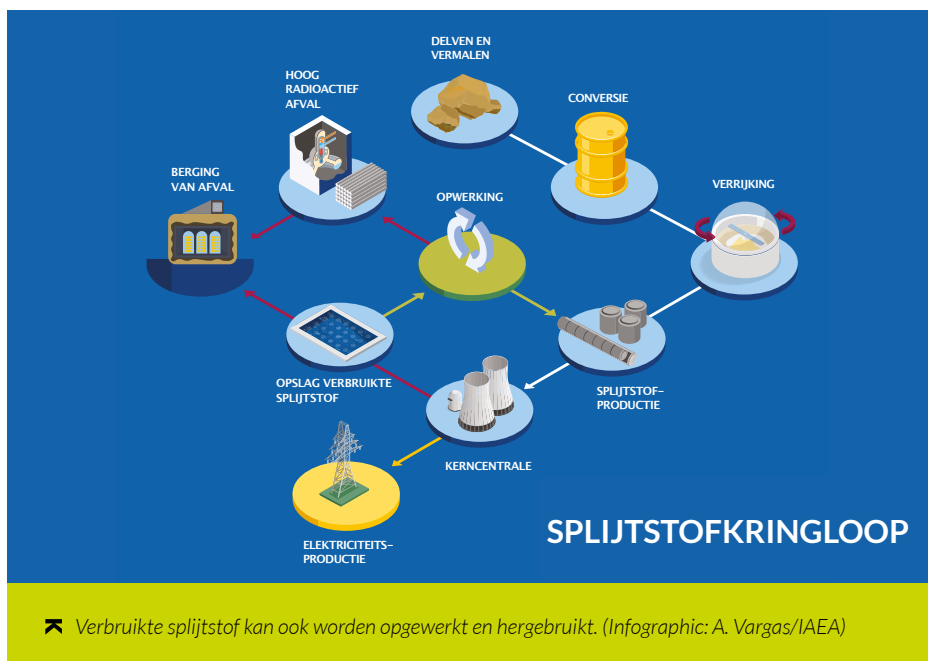 DELVEN EN
VERMALEN
HOOG
RADIOACTIEF
AFVAL
CONVERSIE
BERGING
VAN AFVAL
OPWERKING
VERRIJKING
OPSLAG VERBRUIKTE
SPLIJTSTOF
SPLIJTSTOF-
PRODUCTIE
KERNCENTRALE
ELEKTRICITEITS-
PRODUCTIE
SPLIJTSTOFKRINGLOOP
Verbruikte splijtstof kan ook worden opgewerkt en hergebruikt. (Infographic: A. Vargas/IAEA)